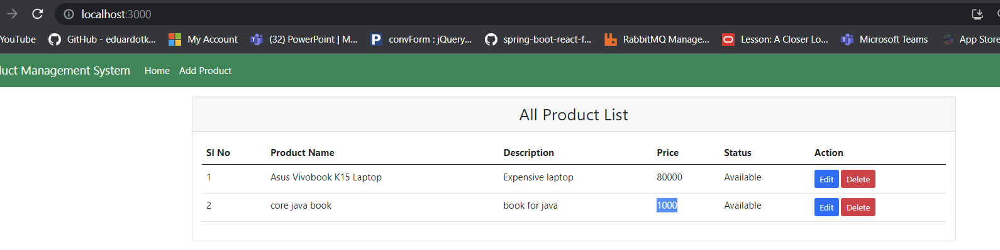 localhost:3000
YouTube GitHub - eduardotk... My Account (32) PowerPoint | M... convForm : jQuery... spring-boot-react-f... RabbitMQ Manage... Lesson: A Closer Lo... Microsoft Teams App Store
duct Management System Home Add Product
All Product List
Sl No Product Name Description Price Status Action
1 Asus Vivobook K15 Laptop Expensive laptop 80000 Available Edit Delete
2 core java book book for java 1000 Available Edit Delete